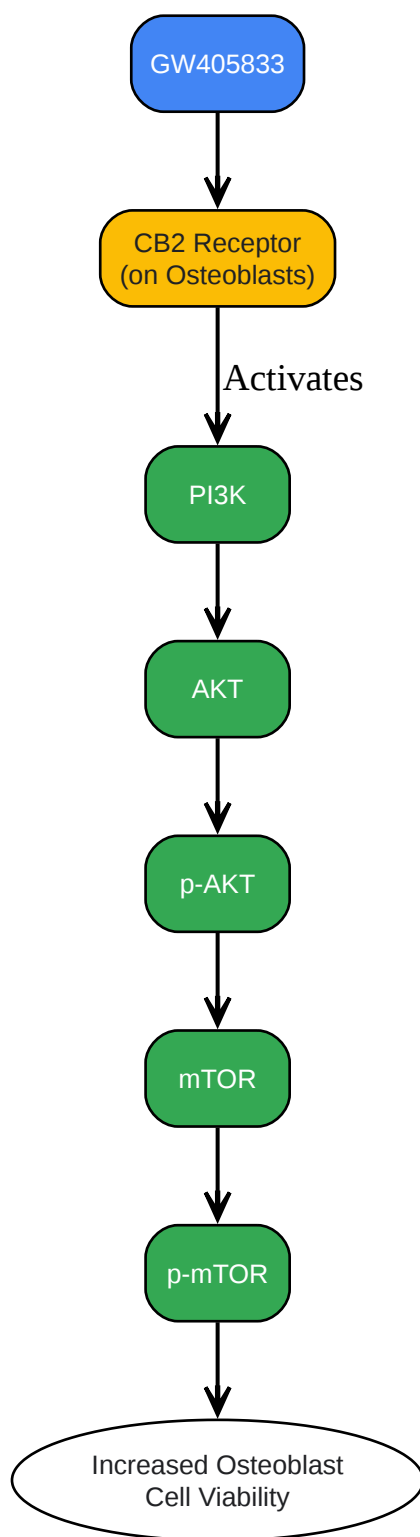 GW405833
CB2 Receptor
(on Osteoblasts)
Activates
PI3K
AKT
p-AKT
mTOR
p-mTOR
Increased Osteoblast
Cell Viability